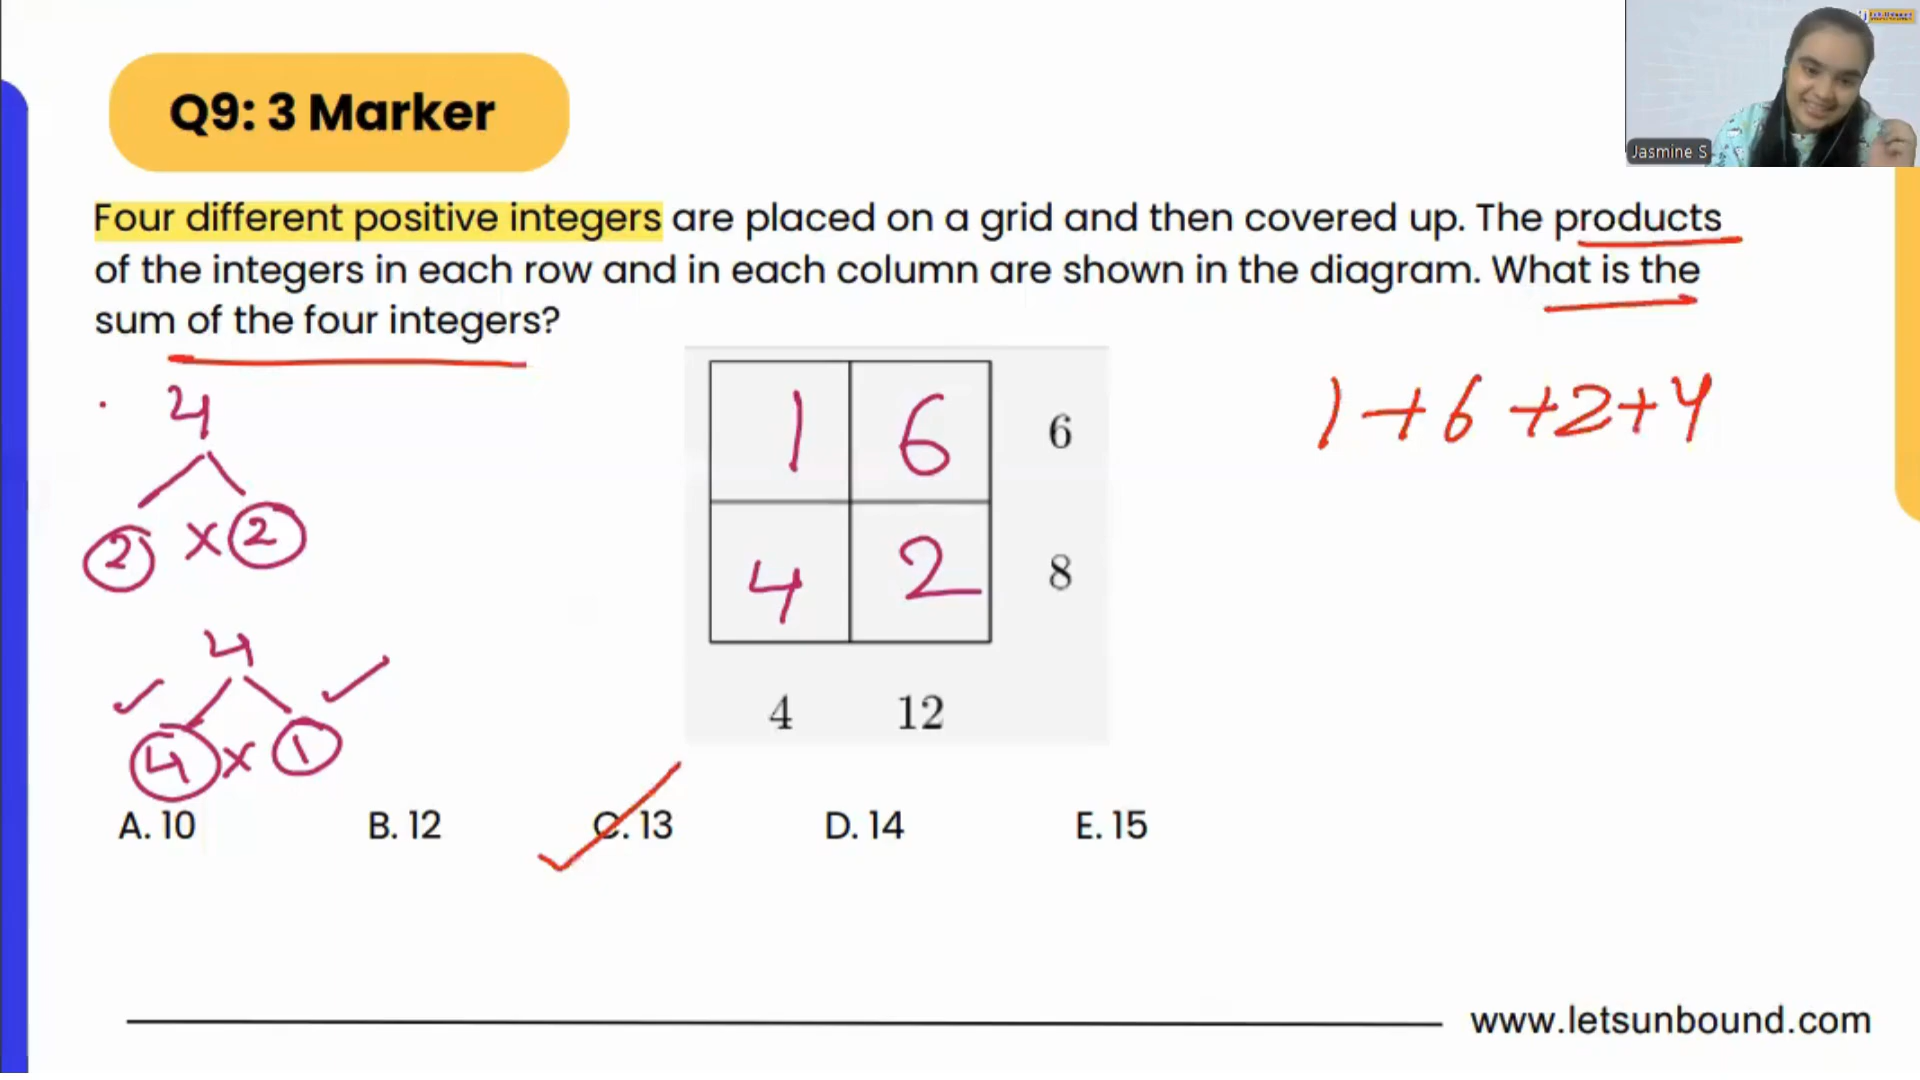 Q9: 3 Marker
Jasmine S
Four different positive integers are placed on a grid and then covered up. The products
of the integers in each row and in each column are shown in the diagram. What is the
sum of the four integers?
4
2 x 2
4
4 x 1
1 6 6
4 2 8
4 12
1+6+2+4
A. 10 B. 12 C. 13 D. 14 E. 15
www.letsunbound.com